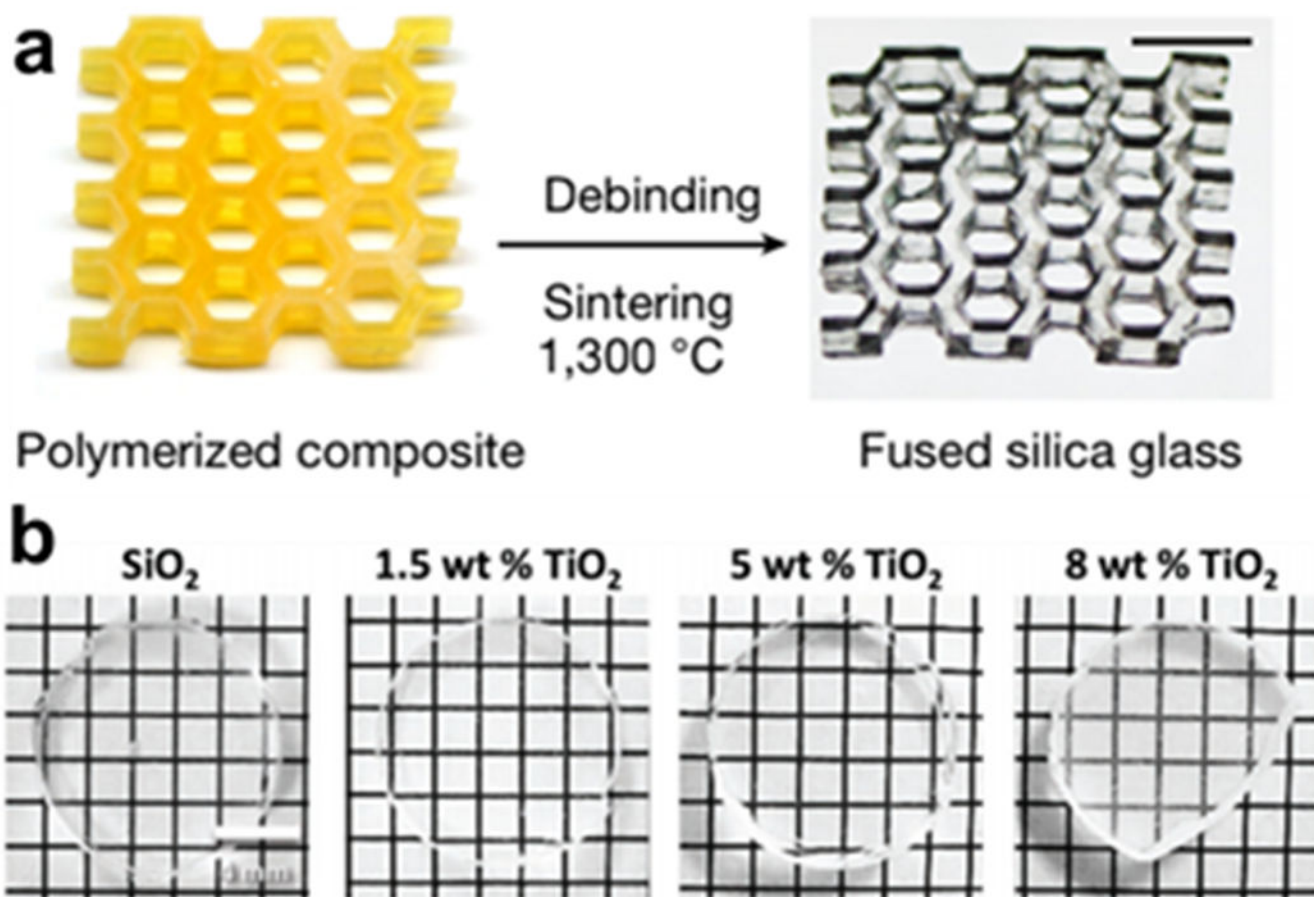 a
Debinding
Sintering
1,300 °C
Polymerized composite
Fused silica glass
b
SiO₂
1.5 wt % TiO₂
5 wt % TiO₂
8 wt % TiO₂